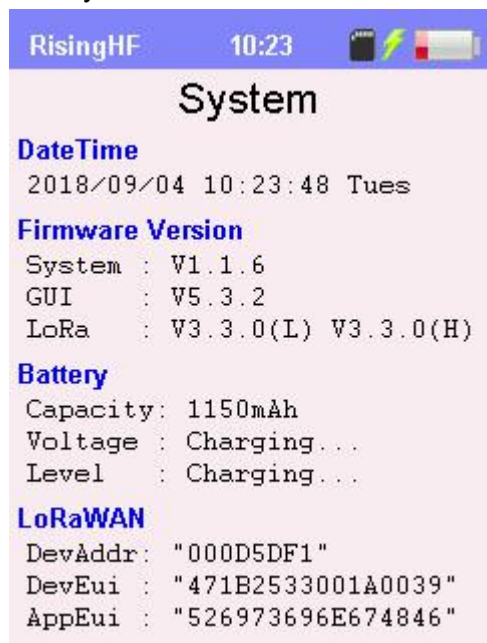 RisingHF 10:23
System
DateTime
2018/09/04 10:23:48 Tues
Firmware Version
System : V1.1.6
GUI : V5.3.2
LoRa : V3.3.0(L) V3.3.0(H)
Battery
Capacity: 1150mAh
Voltage : Charging...
Level : Charging...
LoRaWAN
DevAddr: "000D5DF1"
DevEui : "471B2533001A0039"
AppEui : "526973696E674846"